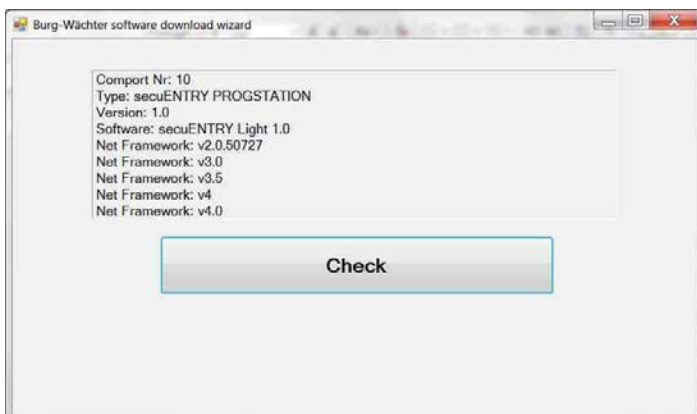 Burg-Wächter software download wizard
Comport Nr: 10
Type: secuENTRY PROGSTATION
Version: 1.0
Software: secuENTRY Light 1.0
Net Framework: v2.0.50727
Net Framework: v3.0
Net Framework: v3.5
Net Framework: v4
Net Framework: v4.0
Check